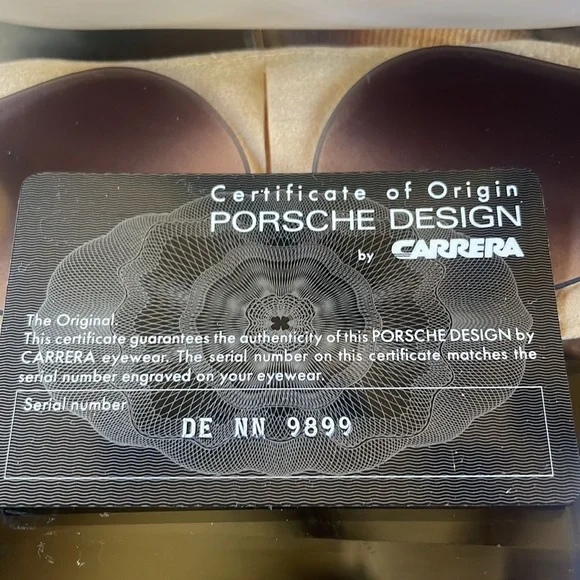 Certificate of Origin
PORSCHE DESIGN
by CARRERA
The Original.
This certificate guarantees the authenticity of this PORSCHE DESIGN by
CARRERA eyewear. The serial number on this certificate matches the
serial number engraved on your eyewear.
Serial number
DE NN 9899